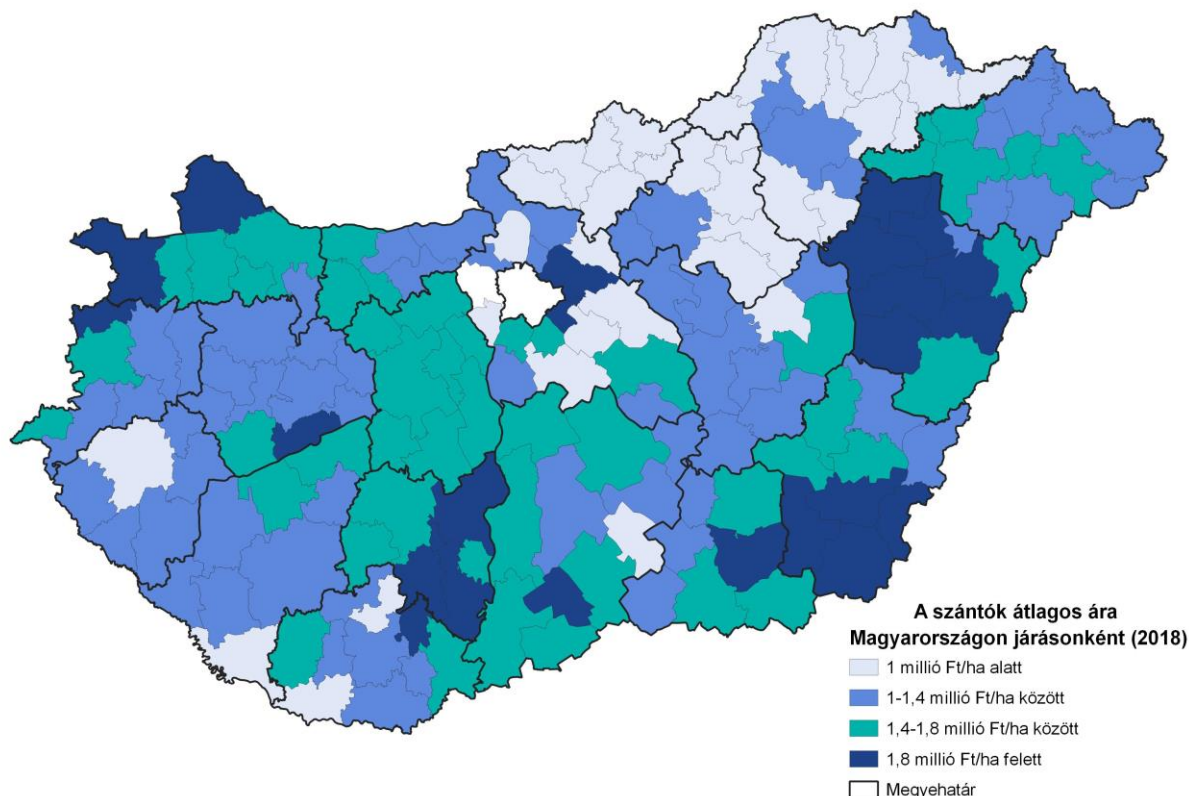 A szántók átlagos ára
Magyarországon járásonként (2018)
1 millió Ft/ha alatt
1-1,4 millió Ft/ha között
1,4-1,8 millió Ft/ha között
1,8 millió Ft/ha felett
Megyehatár